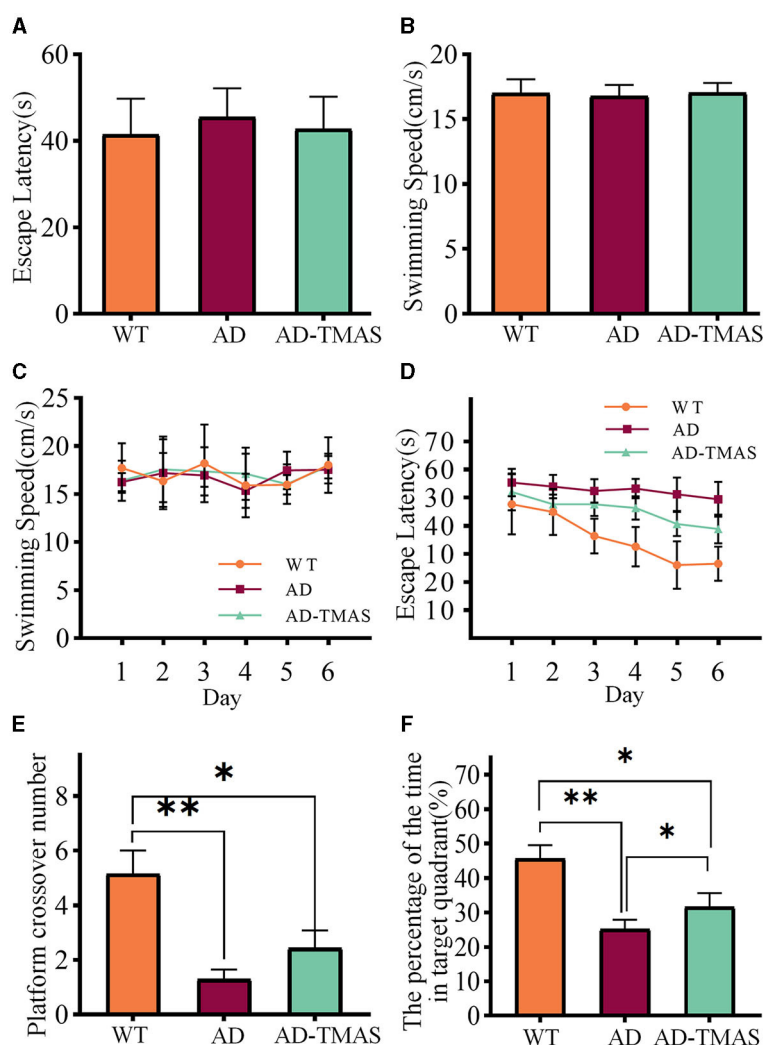 A
Escape Latency(s)
60
40
20
0
WT AD AD-TMAS
B
Swimming Speed(cm/s)
20
15
10
5
0
WT AD AD-TMAS
C
Swimming Speed(cm/s)
25
20
15
10
5
0
WT
AD
AD-TMAS
1 2 3 4 5 6
Day
D
Escape Latency(s)
WT
AD
AD-TMAS
70
60
30
40
10
20
10
1 2 3 4 5 6
Day
E
Platform crossover number
8
6
4
2
0
*
**
WT AD AD-TMAS
F
The percentage of the time
in target quadrant(%)
70
60
50
40
30
20
10
0
*
**
*
WT AD AD-TMAS